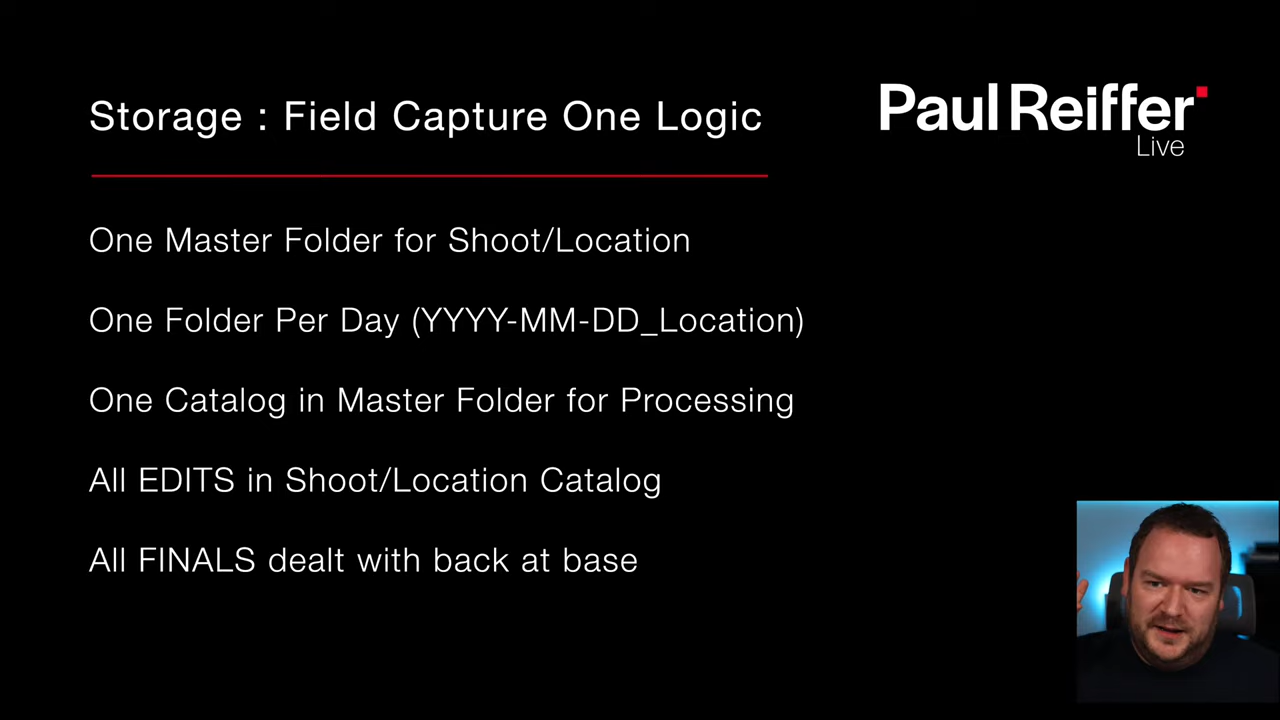 Storage : Field Capture One Logic
Paul Reiffer
Live
One Master Folder for Shoot/Location
One Folder Per Day (YYYY-MM-DD_Location)
One Catalog in Master Folder for Processing
All EDITS in Shoot/Location Catalog
All FINALS dealt with back at base